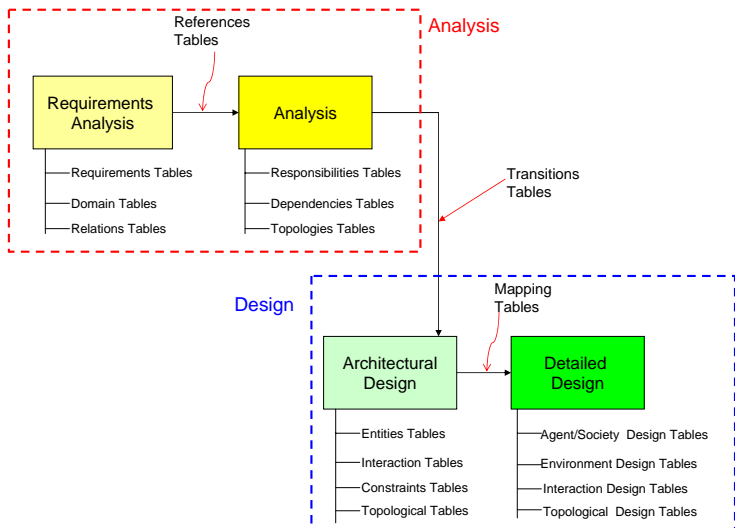 References
Tables
Analysis
Requirements
Analysis
Analysis
Requirements Tables
Domain Tables
Relations Tables
Responsibilities Tables
Dependencies Tables
Topologies Tables
Transitions
Tables
Design
Mapping
Tables
Architectural
Design
Detailed
Design
Entities Tables
Interaction Tables
Constraints Tables
Topological Tables
Agent/Society Design Tables
Environment Design Tables
Interaction Design Tables
Topological Design Tables